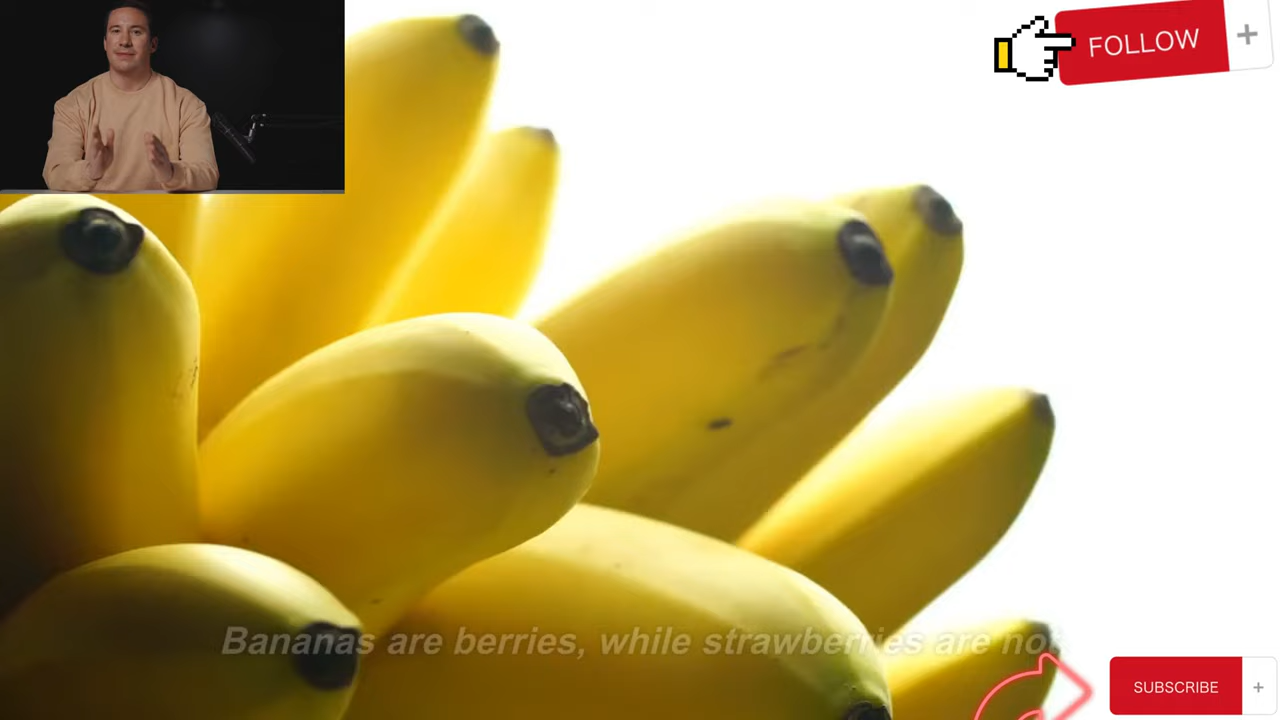 FOLLOW +
Bananas are berries, while strawberries are not
SUBSCRIBE +